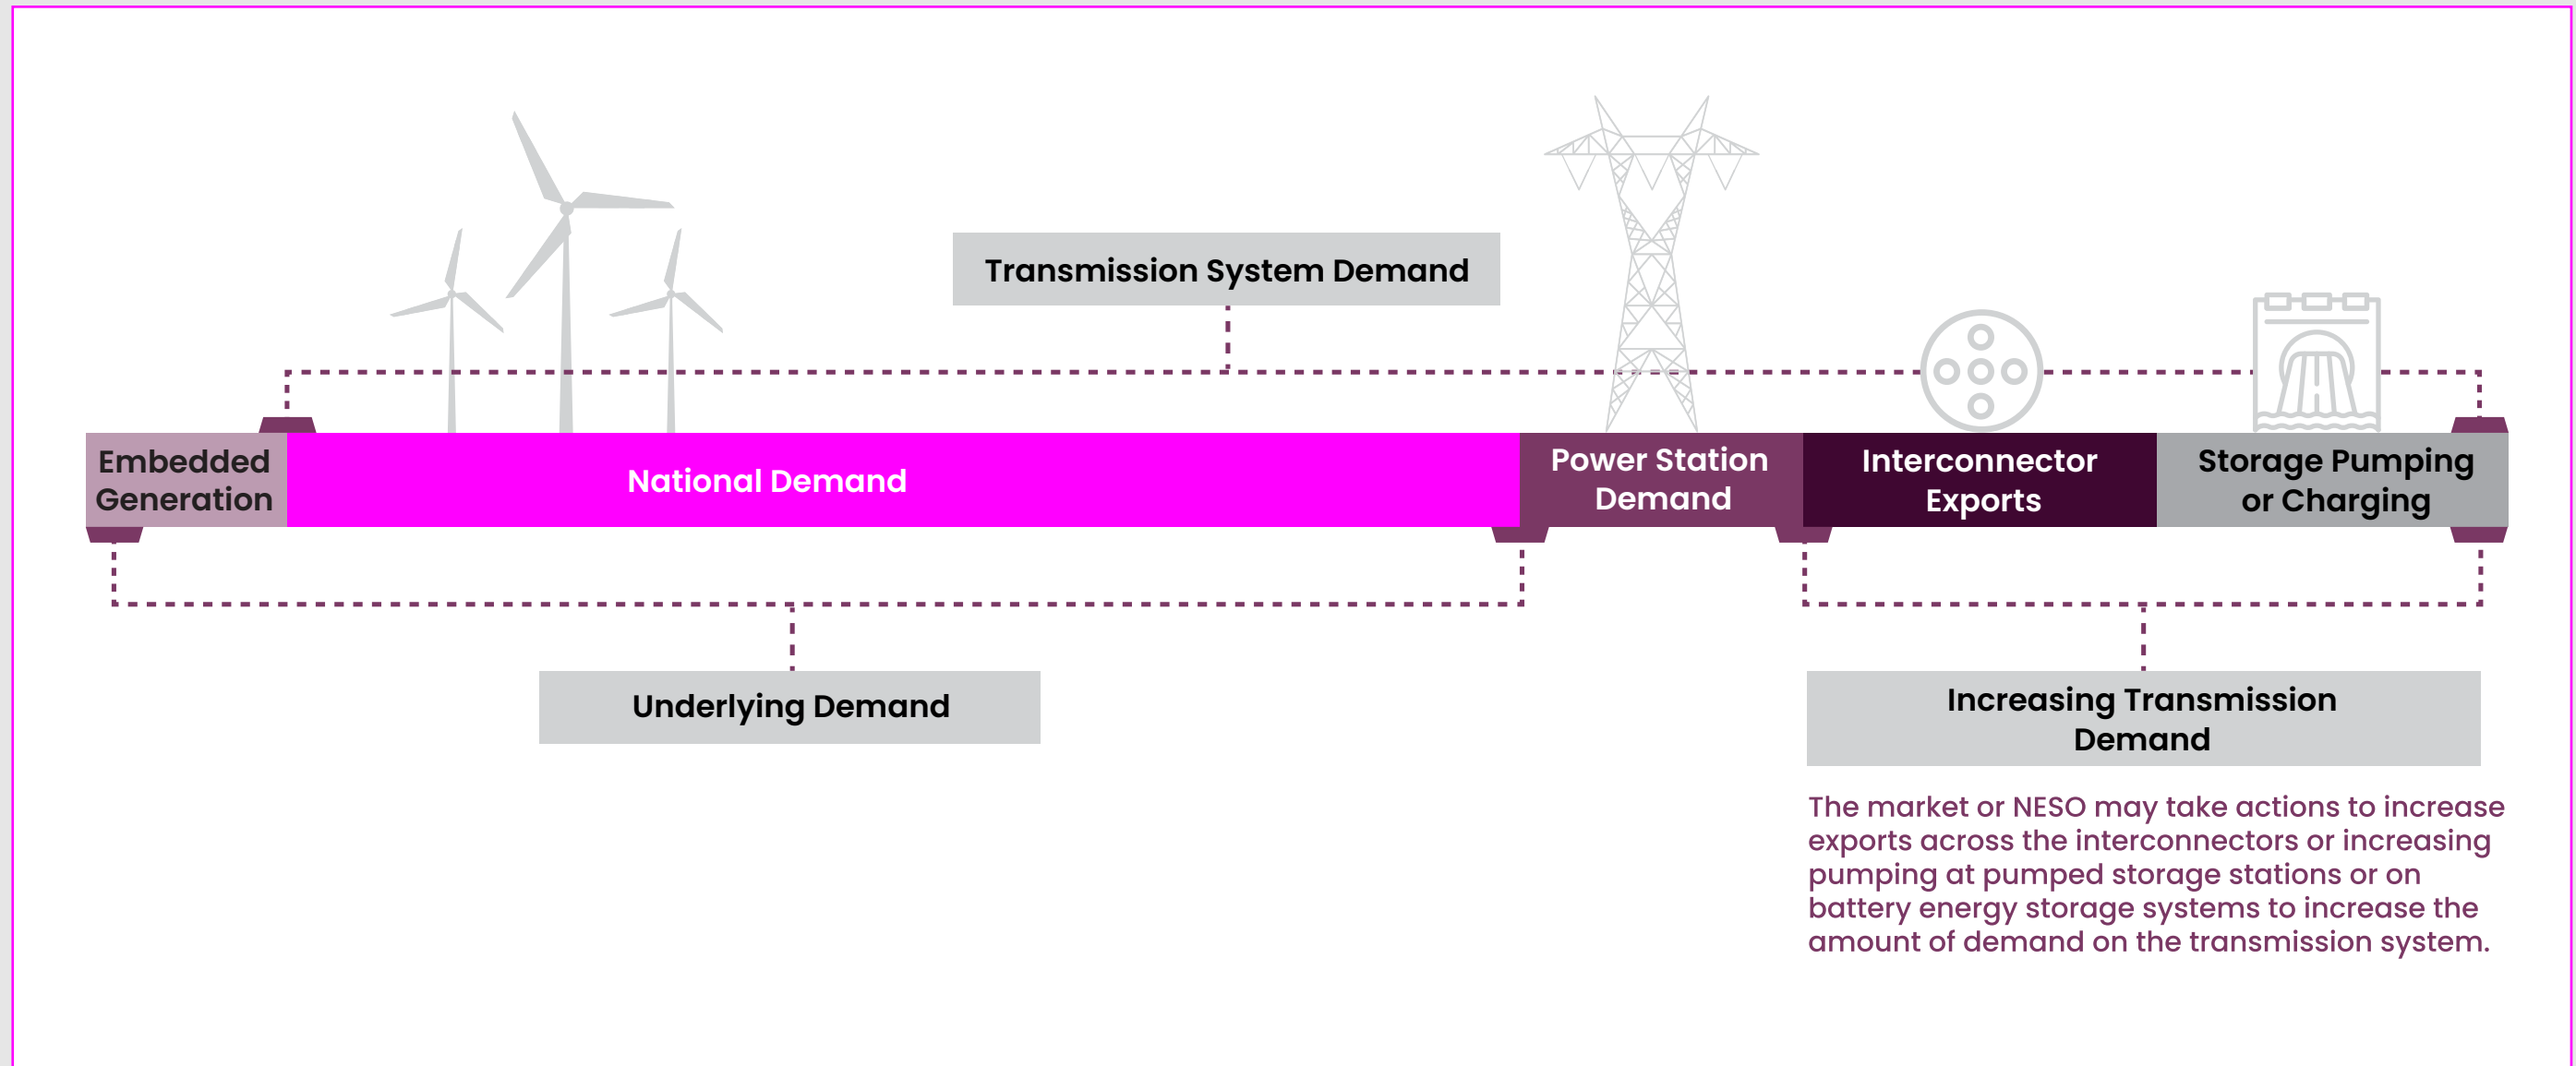 Transmission System Demand
Embedded
Generation
National Demand
Power Station
Demand
Interconnector
Exports
Storage Pumping
or Charging
Underlying Demand
Increasing Transmission
Demand
The market or NESO may take actions to increase
exports across the interconnectors or increasing
pumping at pumped storage stations or on
battery energy storage systems to increase the
amount of demand on the transmission system.